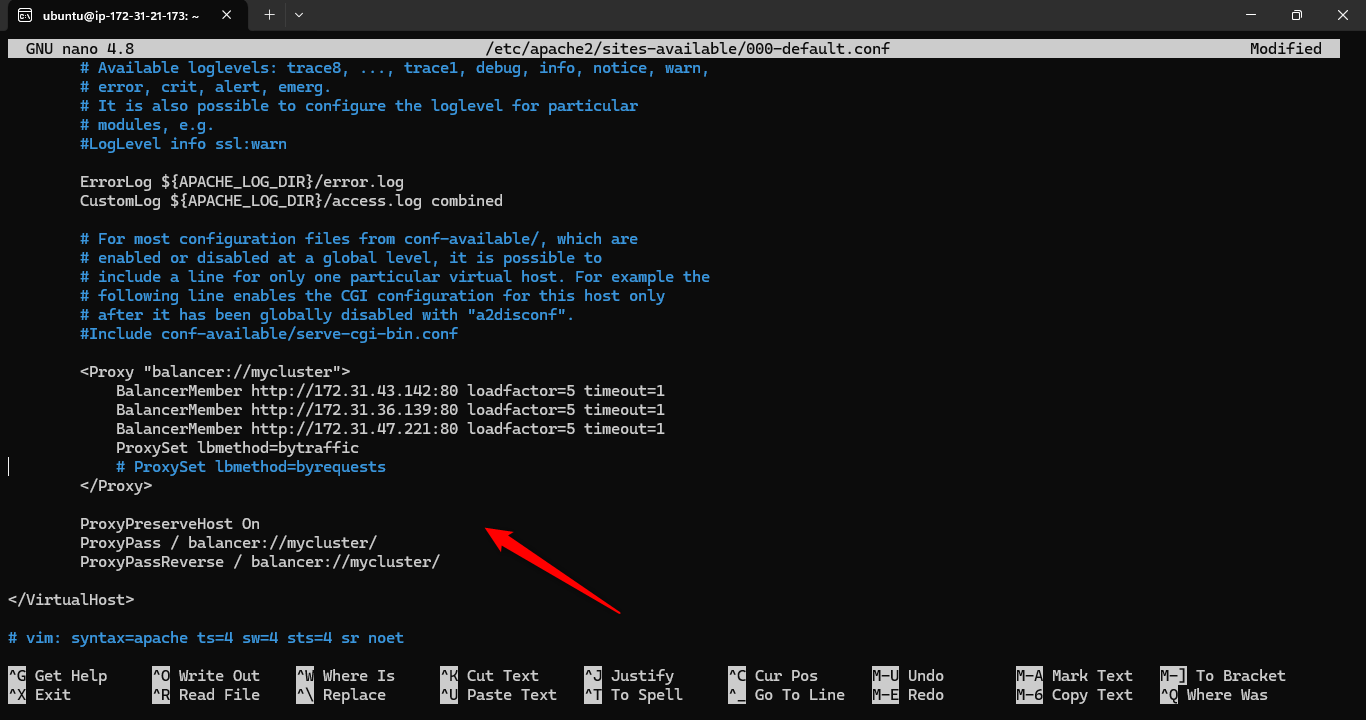 ubuntu@ip-172-31-21-173: ~
GNU nano 4.8 /etc/apache2/sites-available/000-default.conf Modified
# Available loglevels: trace8, ..., trace1, debug, info, notice, warn,
# error, crit, alert, emerg.
# It is also possible to configure the loglevel for particular
# modules, e.g.
#LogLevel info ssl:warn
ErrorLog ${APACHE_LOG_DIR}/error.log
CustomLog ${APACHE_LOG_DIR}/access.log combined
# For most configuration files from conf-available/, which are
# enabled or disabled at a global level, it is possible to
# include a line for only one particular virtual host. For example the
# following line enables the CGI configuration for this host only
# after it has been globally disabled with "a2disconf".
#Include conf-available/serve-cgi-bin.conf
<Proxy "balancer://mycluster">
BalancerMember http://172.31.43.142:80 loadfactor=5 timeout=1
BalancerMember http://172.31.36.139:80 loadfactor=5 timeout=1
BalancerMember http://172.31.47.221:80 loadfactor=5 timeout=1
ProxySet lbmethod=bytraffic
# ProxySet lbmethod=byrequests
</Proxy>
ProxyPreserveHost On
ProxyPass / balancer://mycluster/
ProxyPassReverse / balancer://mycluster/
</VirtualHost>
# vim: syntax=apache ts=4 sw=4 sts=4 sr noet
^G Get Help ^O Write Out ^W Where Is ^K Cut Text ^J Justify ^C Cur Pos M-U Undo M-A Mark Text M-] To Bracket
^X Exit ^R Read File ^\ Replace ^U Paste Text ^T To Spell ^_ Go To Line M-E Redo M-6 Copy Text ^Q Where Was